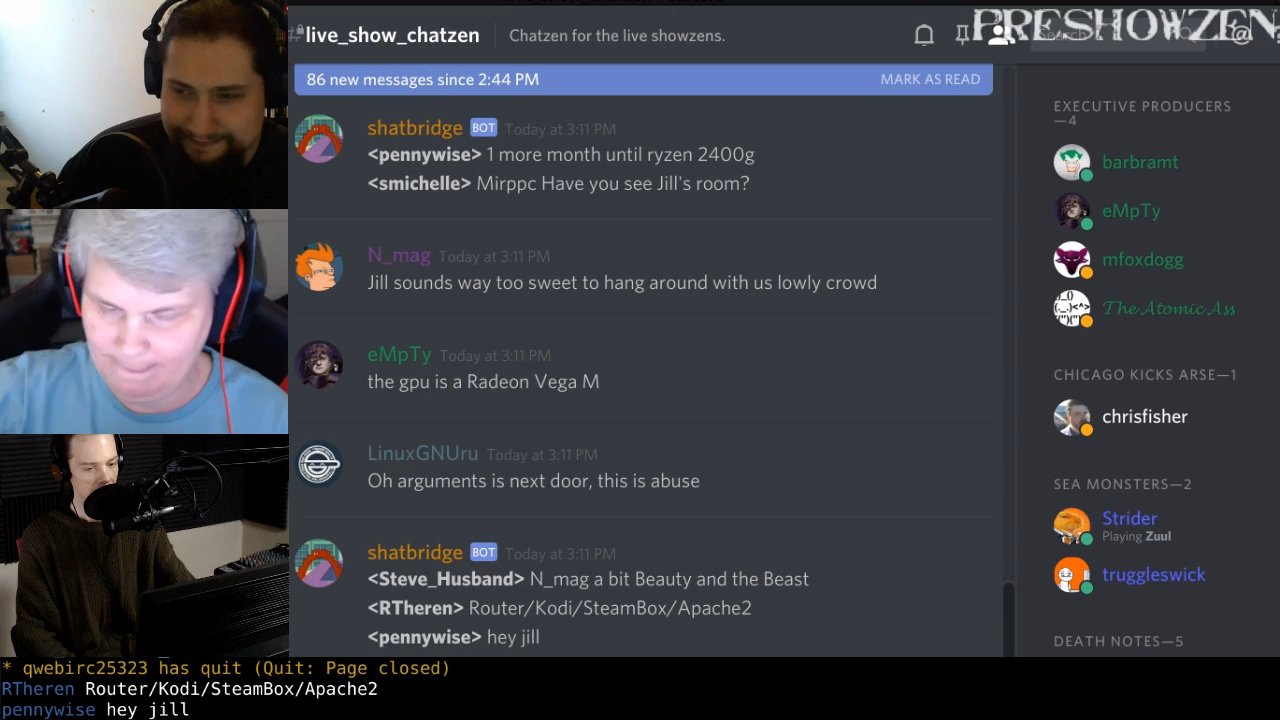 PRESHOWZEN
# live_show_chatzen Chatzen for the live showzens.
86 new messages since 2:44 PM MARK AS READ
shatbridge BOT Today at 3:11 PM
<pennywise> 1 more month until ryzen 2400g
<smichelle> Mirppc Have you see Jill's room?
N_mag Today at 3:11 PM
Jill sounds way too sweet to hang around with us lowly crowd
eMpTy Today at 3:11 PM
the gpu is a Radeon Vega M
LinuxGNUru Today at 3:11 PM
Oh arguments is next door, this is abuse
shatbridge BOT Today at 3:11 PM
<Steve_Husband> N_mag a bit Beauty and the Beast
<RTheren> Router/Kodi/SteamBox/Apache2
<pennywise> hey jill
EXECUTIVE PRODUCERS
—4
barbramt
eMpTy
mfoxdogg
TheAtomicAss
CHICAGO KICKS ARSE—1
chrisfisher
SEA MONSTERS—2
Strider
Playing Zuul
truggleswick
DEATH NOTES—5
* qwebirc25323 has quit (Quit: Page closed)
RTheren Router/Kodi/SteamBox/Apache2
pennywise hey jill